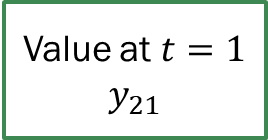 Value at t = 1
y₂₁